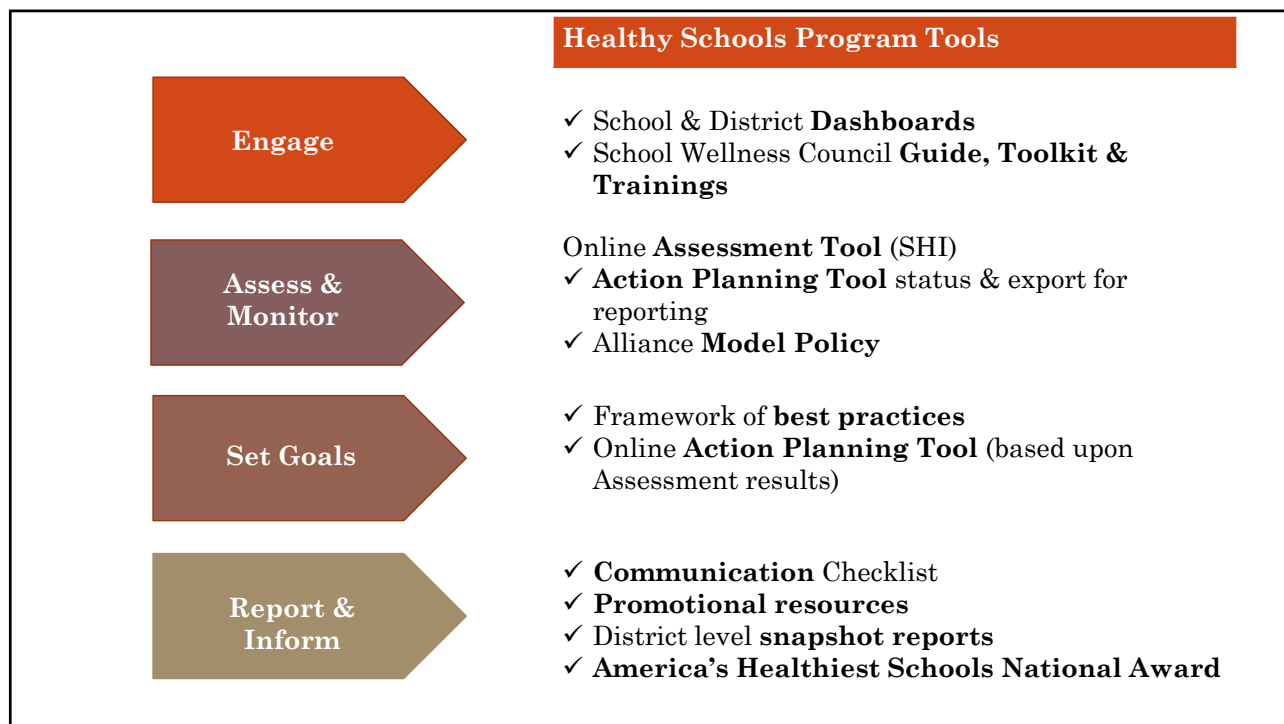 Healthy Schools Program Tools
Engage
✓ School & District Dashboards
✓ School Wellness Council Guide, Toolkit &
Trainings
Assess &
Monitor
Online Assessment Tool (SHI)
✓ Action Planning Tool status & export for
reporting
✓ Alliance Model Policy
Set Goals
✓ Framework of best practices
✓ Online Action Planning Tool (based upon
Assessment results)
Report &
Inform
✓ Communication Checklist
✓ Promotional resources
✓ District level snapshot reports
✓ America’s Healthiest Schools National Award